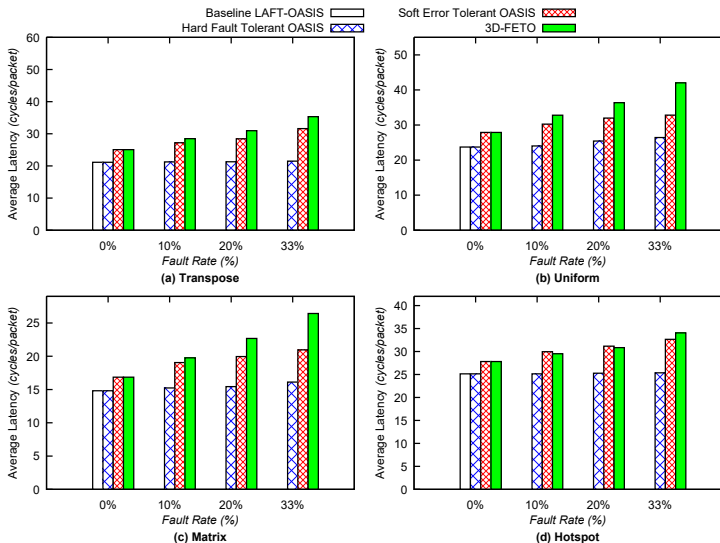 Baseline LAFT-OASIS
Hard Fault Tolerant OASIS
Soft Error Tolerant OASIS
3D-FETO
Average Latency (cycles/packet)
60
50
40
30
20
10
0
0% 10% 20% 33%
Fault Rate (%)
(a) Transpose
Average Latency (cycles/packet)
50
40
30
20
10
0
0% 10% 20% 33%
Fault Rate (%)
(b) Uniform
Average Latency (cycles/packet)
25
20
15
10
5
0
0% 10% 20% 33%
Fault Rate (%)
(c) Matrix
Average Latency (cycles/packet)
40
35
30
25
20
15
10
5
0
0% 10% 20% 33%
Fault Rate (%)
(d) Hotspot